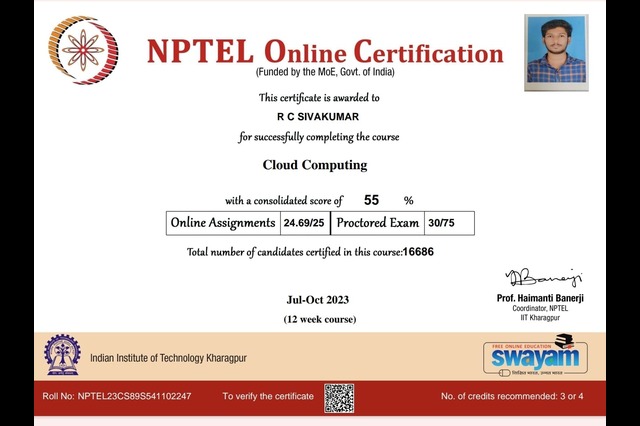 NPTEL Online Certification
(Funded by the MoE, Govt. of India)
This certificate is awarded to
R C SIVAKUMAR
for successfully completing the course
Cloud Computing
with a consolidated score of 55 %
Online Assignments 24.69/25 Proctored Exam 30/75
Total number of candidates certified in this course:16686
Jul-Oct 2023
(12 week course)
Prof. Haimanti Banerji
Coordinator, NPTEL
IIT Kharagpur
Indian Institute of Technology Kharagpur
FREE ONLINE EDUCATION
swayam
शिक्षित भारत, उन्नत भारत
Roll No: NPTEL23CS89S541102247 To verify the certificate No. of credits recommended: 3 or 4